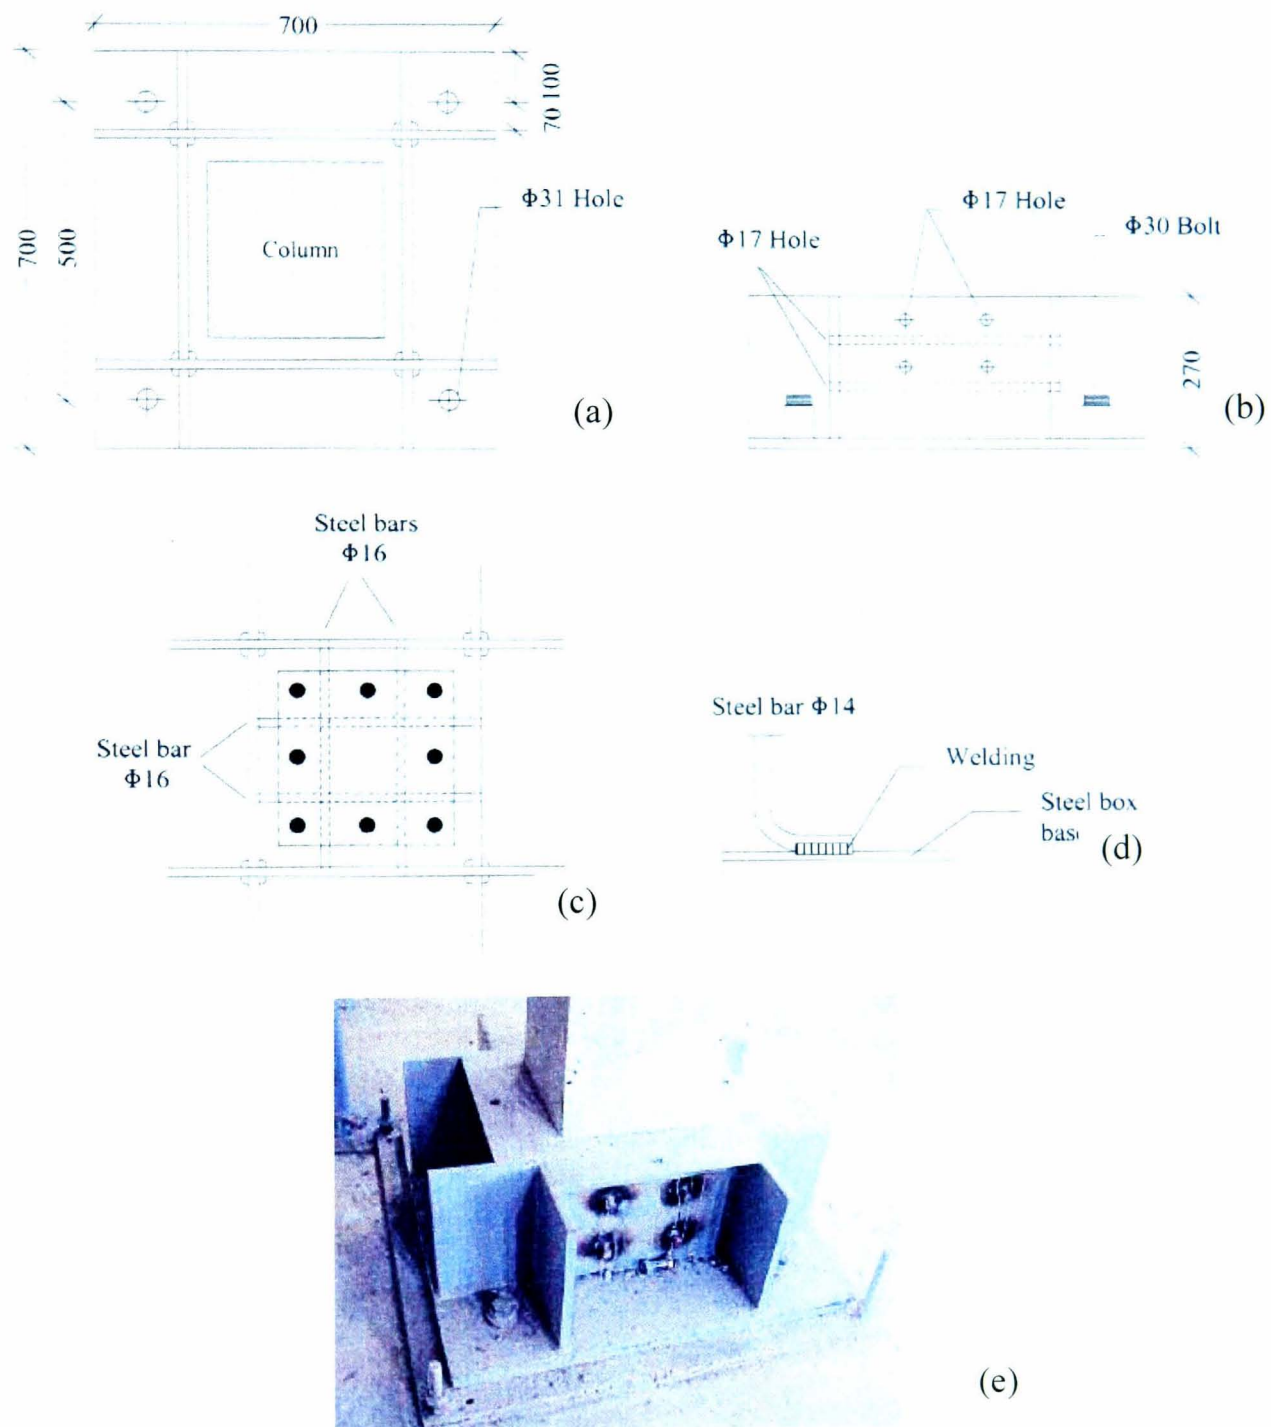 700
100
70
700
500
Φ31 Hole
Column
(a)
Φ17 Hole
Φ17 Hole
Φ30 Bolt
270
(b)
Steel bars
Φ16
Steel bar
Φ16
(c)
Steel bar Φ14
Welding
Steel box
(d)
(e)